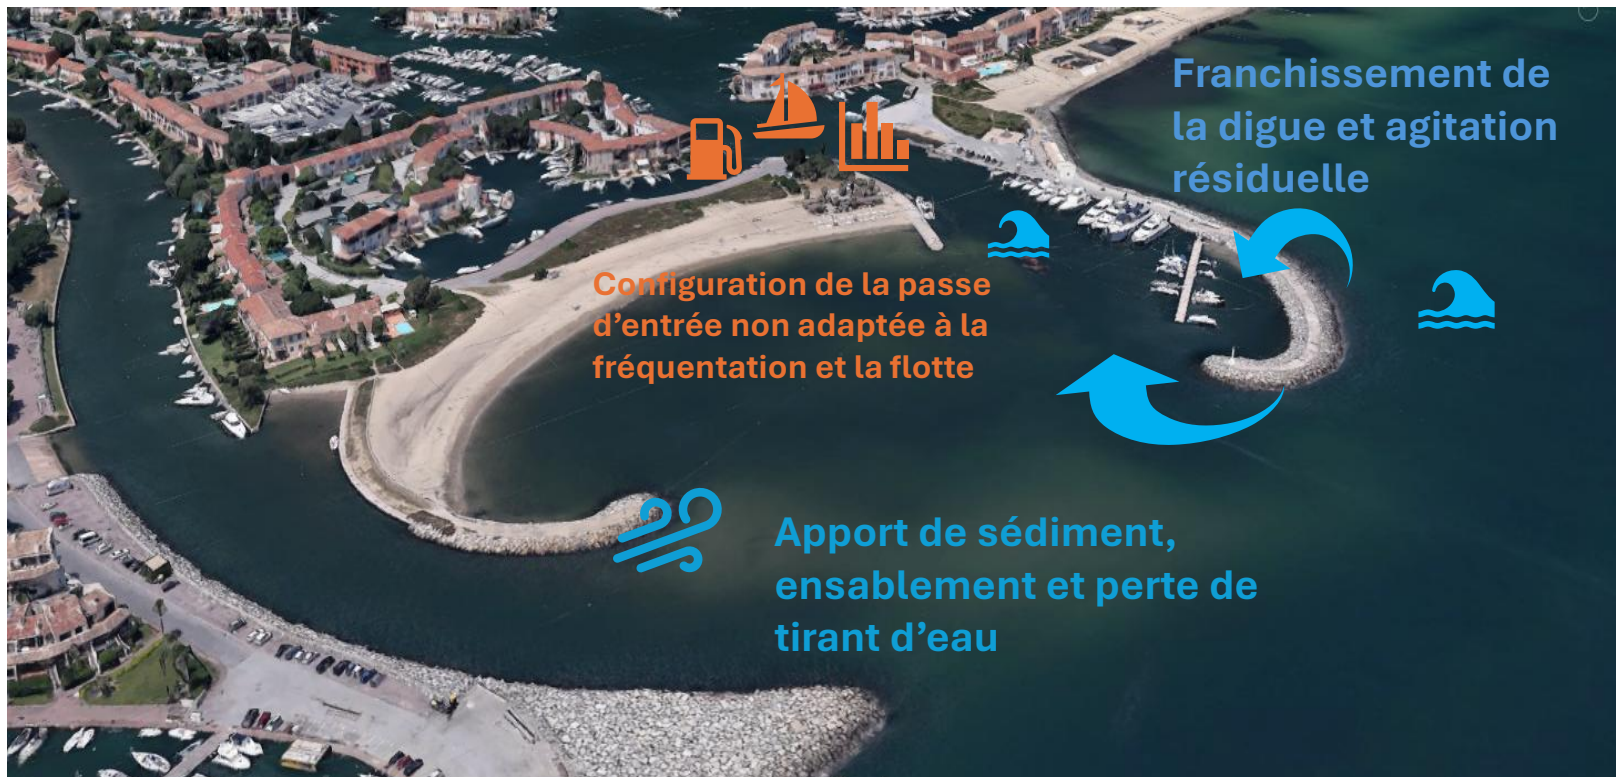 Franchissement de
la digue et agitation
résiduelle
Configuration de la passe
d’entrée non adaptée à la
fréquentation et la flotte
Apport de sédiment,
ensablement et perte de
tirant d’eau